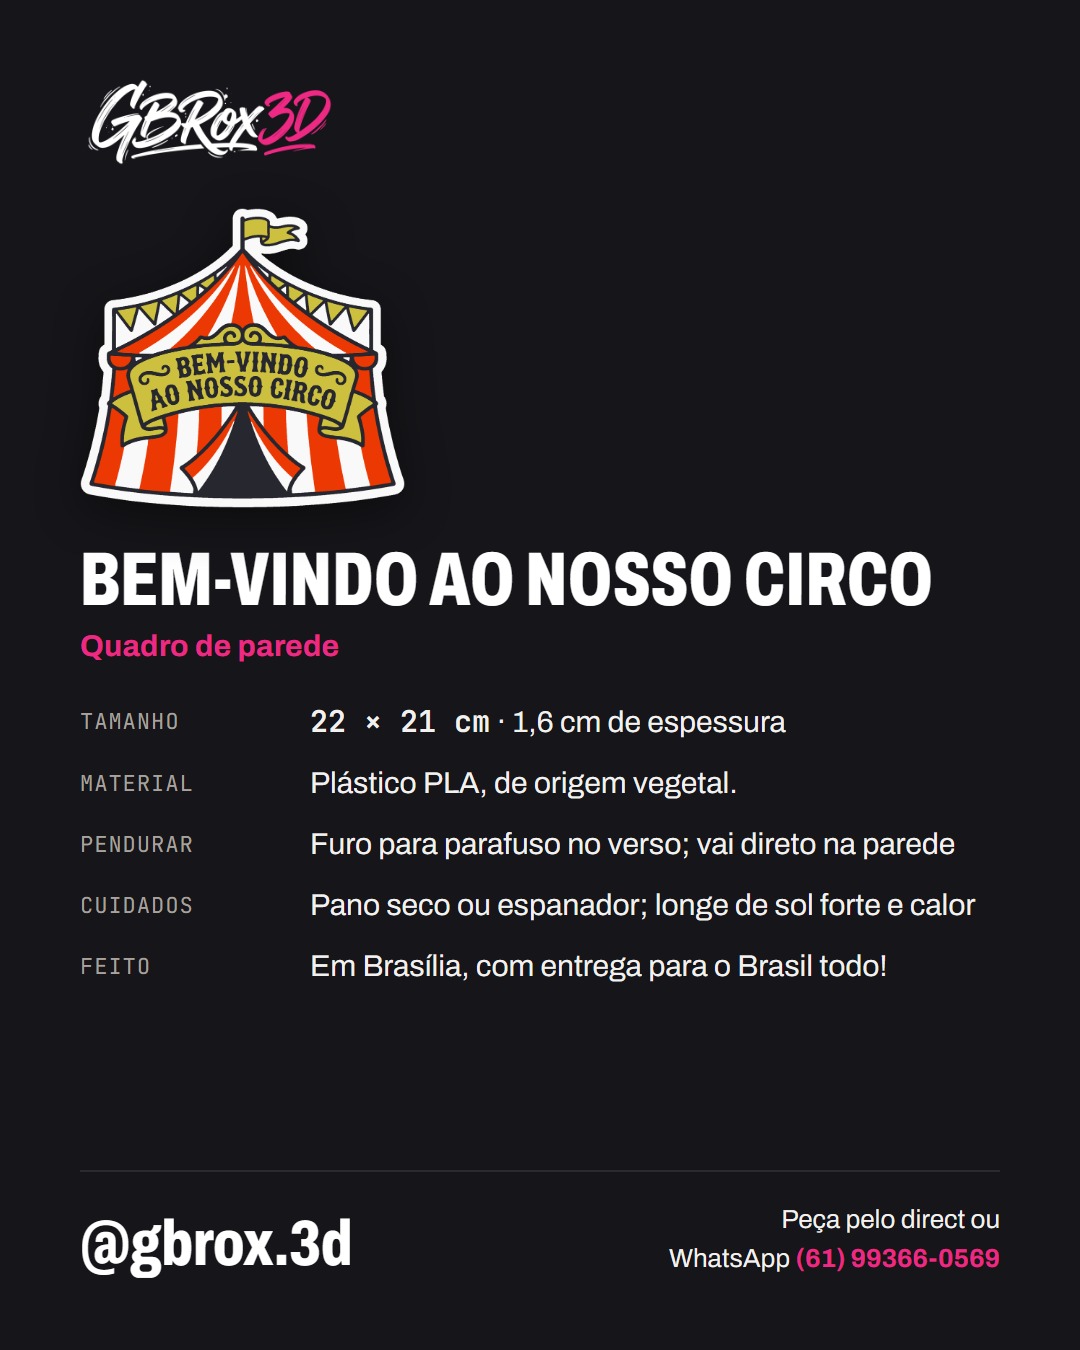 GBRox3D
BEM-VINDO
AO NOSSO CIRCO
BEM-VINDO AO NOSSO CIRCO
Quadro de parede
TAMANHO 22 × 21 cm · 1,6 cm de espessura
MATERIAL Plástico PLA, de origem vegetal.
PENDURAR Furo para parafuso no verso; vai direto na parede
CUIDADOS Pano seco ou espanador; longe de sol forte e calor
FEITO Em Brasília, com entrega para o Brasil todo!
@gbrox.3d
Peça pelo direct ou
WhatsApp (61) 99366-0569